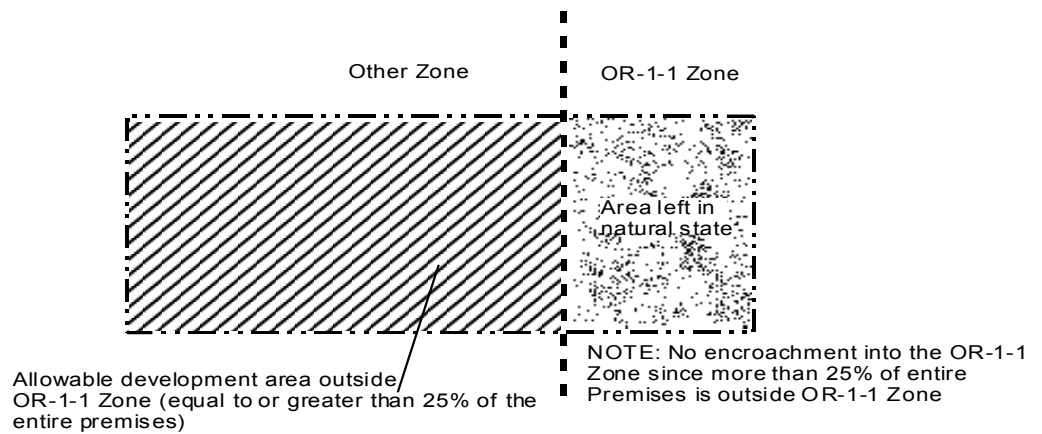 Other Zone
OR-1-1 Zone
Area left in
natural state
Allowable development area outside
OR-1-1 Zone (equal to or greater than 25% of the
entire premises)
NOTE: No encroachment into the OR-1-1
Zone since more than 25% of entire
Premises is outside OR-1-1 Zone